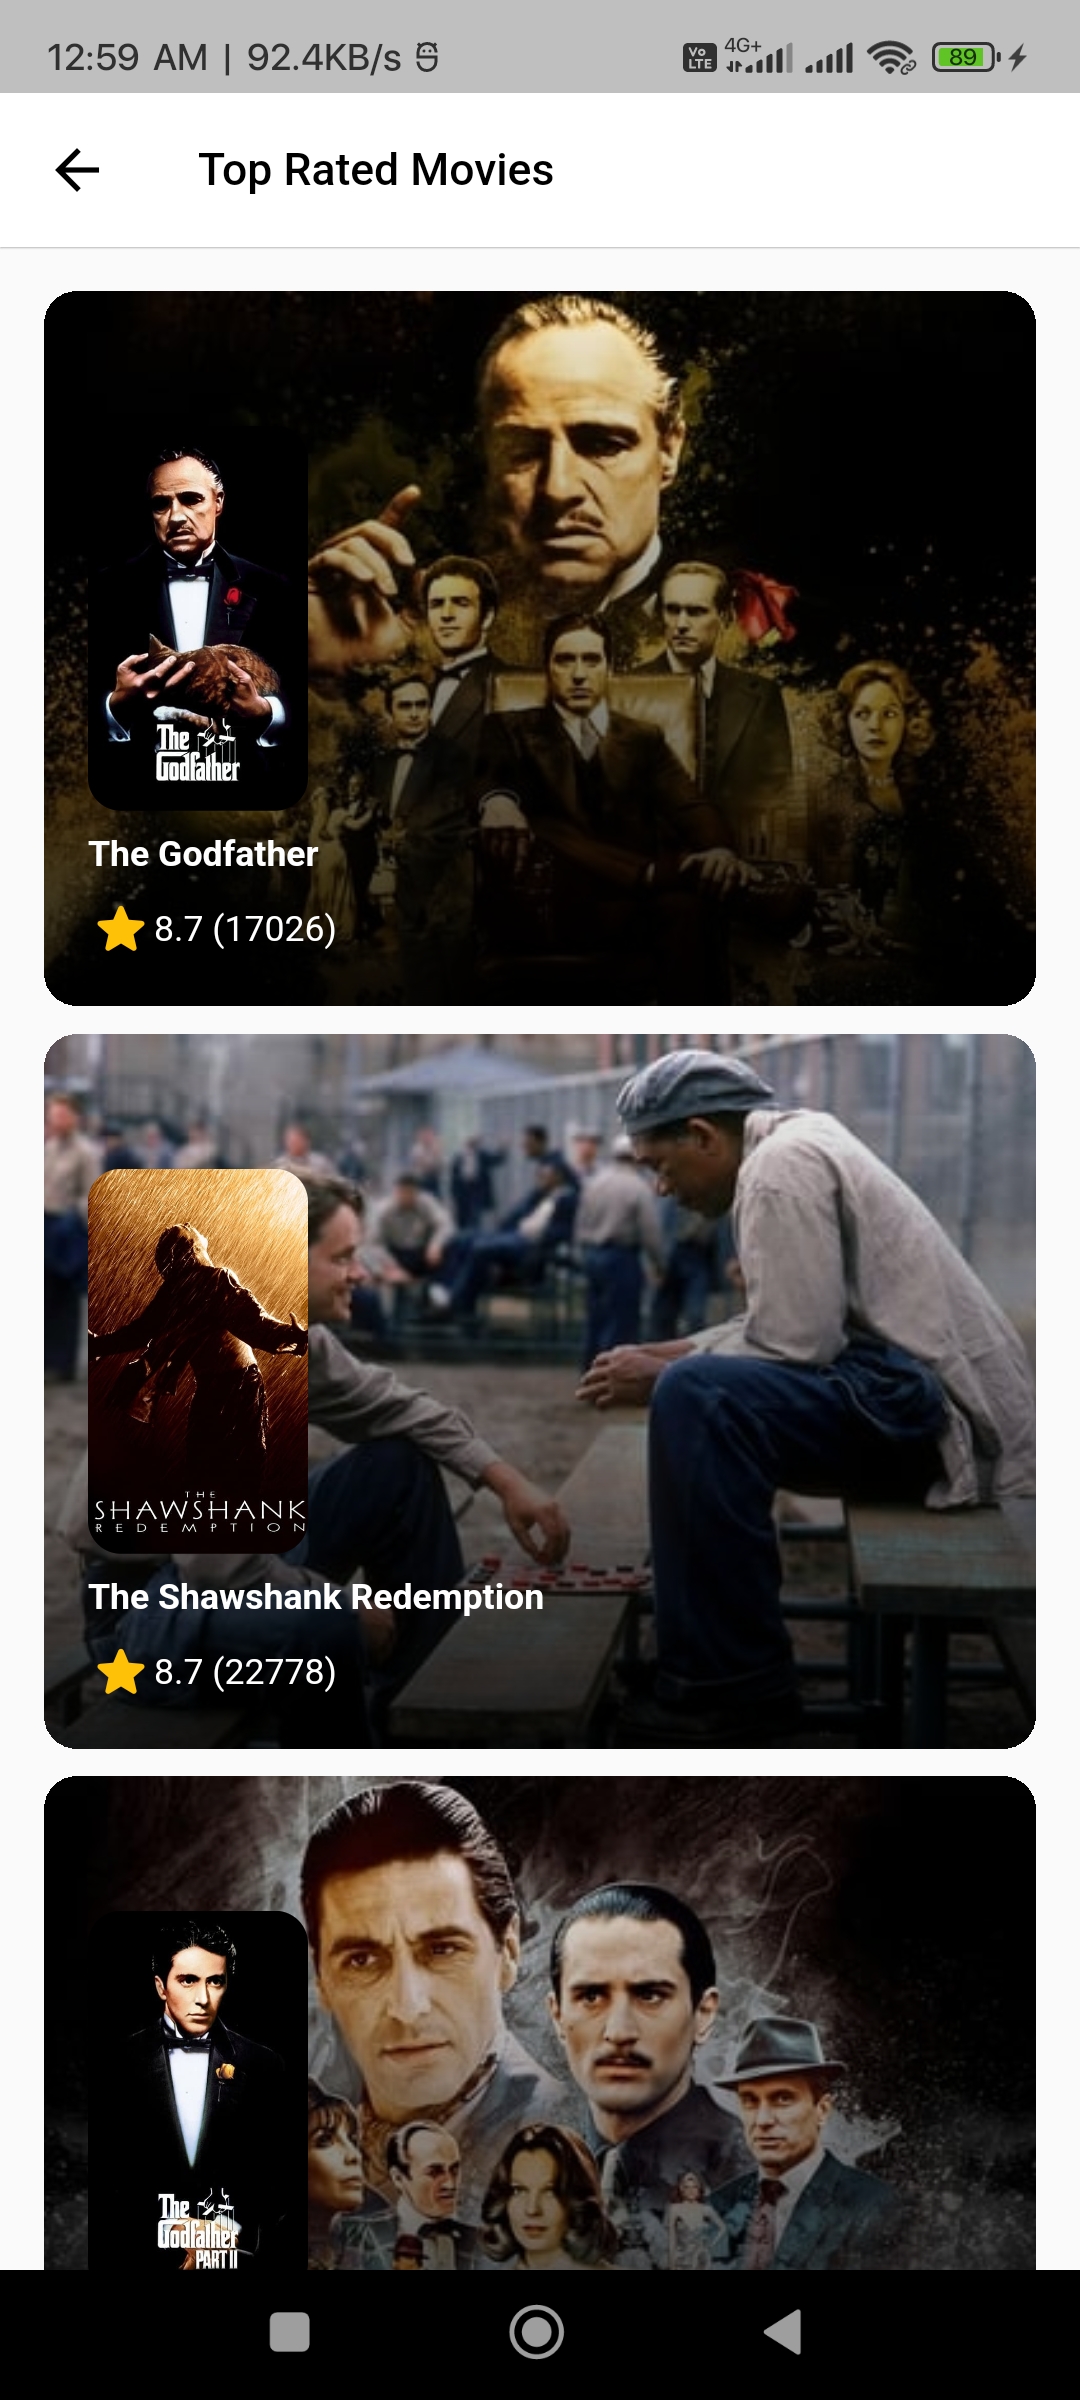 12:59 AM | 92.4KB/s
Vo LTE 4G+ 89
Top Rated Movies
The
Godfather
The Godfather
8.7 (17026)
THE
SHAWSHANK
REDEMPTION
The Shawshank Redemption
8.7 (22778)
The
Godfather
PART II